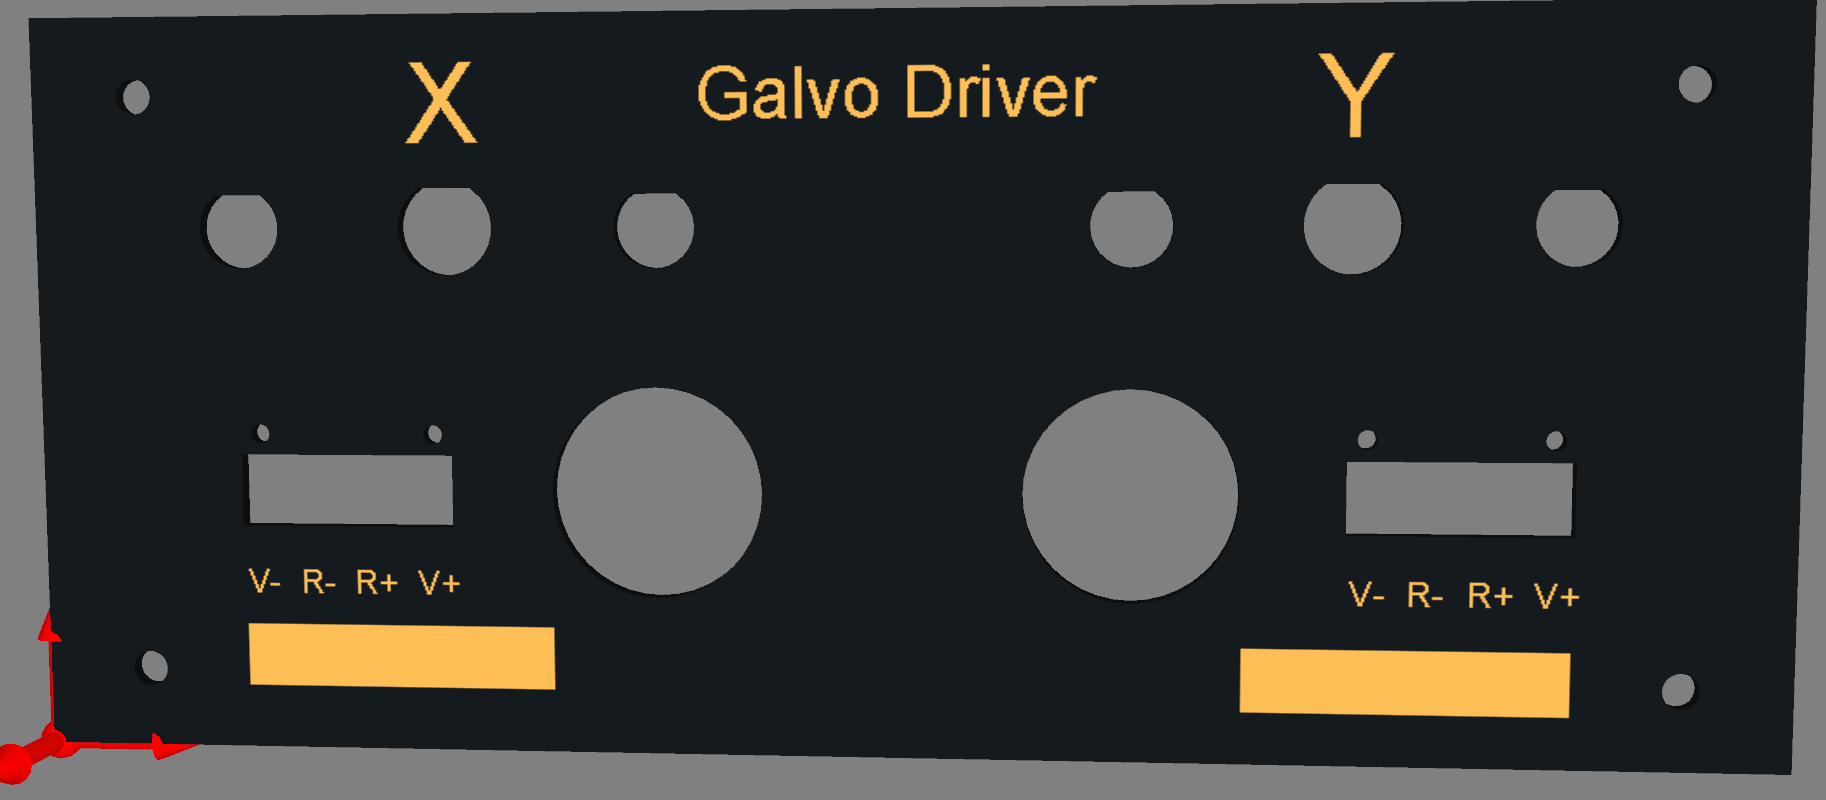 X Galvo Driver Y
V- R- R+ V+
V- R- R+ V+